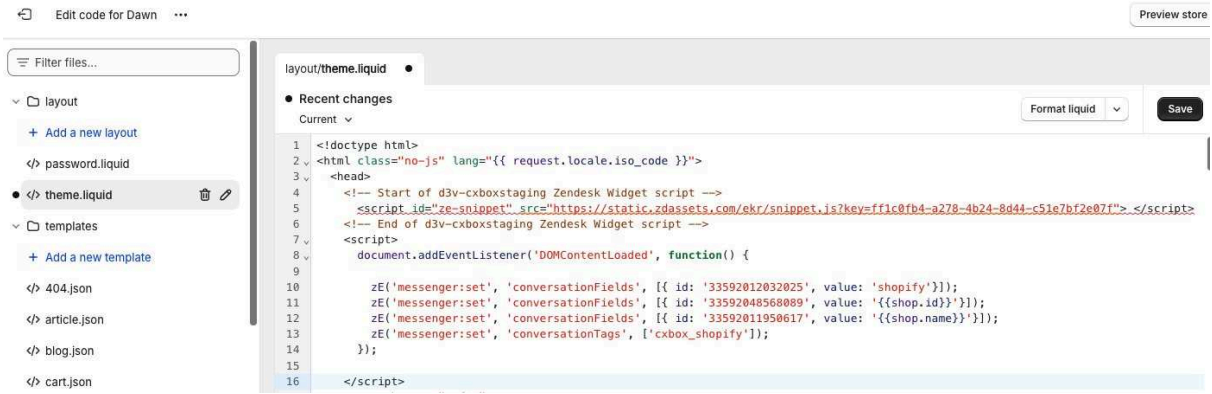 Edit code for Dawn ...
Preview store
Filter files...
layout
+ Add a new layout
</> password.liquid
</> theme.liquid
templates
+ Add a new template
</> 404.json
</> article.json
</> blog.json
</> cart.json
layout/theme.liquid
Recent changes
Current
Format liquid
Save
1 <!doctype html>
2 <html class="no-js" lang="{{ request.locale.iso_code }}">
3 <head>
4 <!-- Start of d3v-cxboxstaging Zendesk Widget script -->
5 <script id="ze-snippet" src="https://static.zdassets.com/ekr/snippet.js?key=ff1c0fb4-a278-4b24-8d44-c51e7bf2e07f"> </script>
6 <!-- End of d3v-cxboxstaging Zendesk Widget script -->
7 <script>
8 document.addEventListener('DOMContentLoaded', function() {
9
10 zE('messenger:set', 'conversationFields', [{ id: '33592012032025', value: 'shopify'}]);
11 zE('messenger:set', 'conversationFields', [{ id: '33592048568089', value: '{{shop.id}}'}]);
12 zE('messenger:set', 'conversationFields', [{ id: '33592011950617', value: '{{shop.name}}'}]);
13 zE('messenger:set', 'conversationTags', ['cxbox_shopify']);
14 });
15
16 </script>